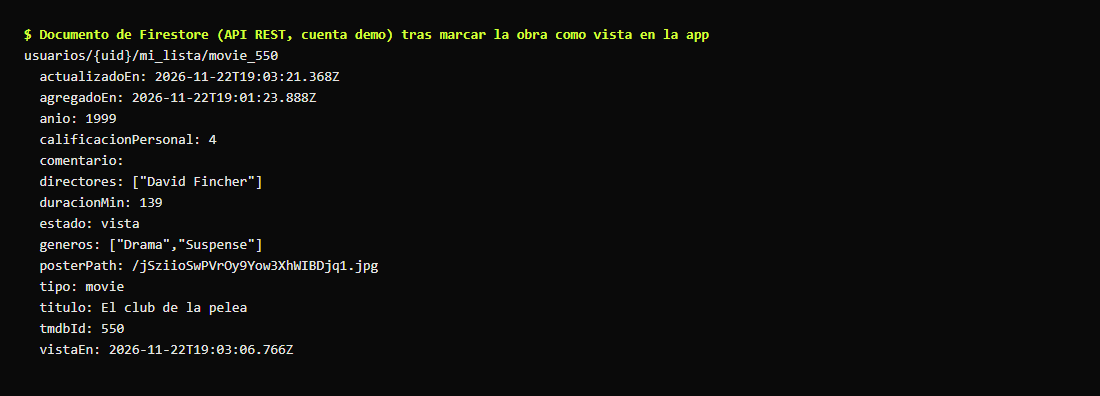 $ Documento de Firestore (API REST, cuenta demo) tras marcar la obra como vista en la app
usuarios/{uid}/mi_lista/movie_550
actualizadoEn: 2026-11-22T19:03:21.368Z
agregadoEn: 2026-11-22T19:01:23.888Z
anio: 1999
calificacionPersonal: 4
comentario:
directores: ["David Fincher"]
duracionMin: 139
estado: vista
generos: ["Drama","Suspense"]
posterPath: /jSziioSwPVrOy9Yow3XhWIBDjq1.jpg
tipo: movie
titulo: El club de la pelea
tmdbId: 550
vistaEn: 2026-11-22T19:03:06.766Z